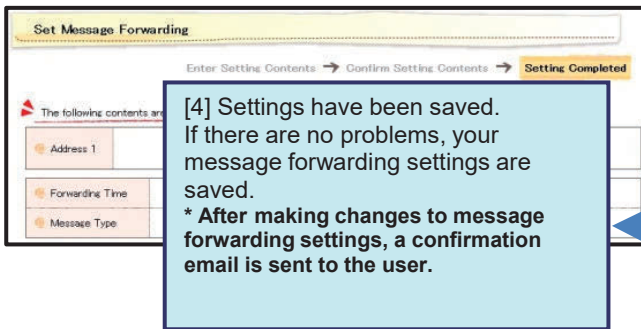 Set Message Forwarding
Enter Setting Contents → Confirm Setting Contents → Setting Completed
The following contents are
Address 1
Forwarding Time
Message Type
[4] Settings have been saved.
If there are no problems, your
message forwarding settings are
saved.
* After making changes to message
forwarding settings, a confirmation
email is sent to the user.